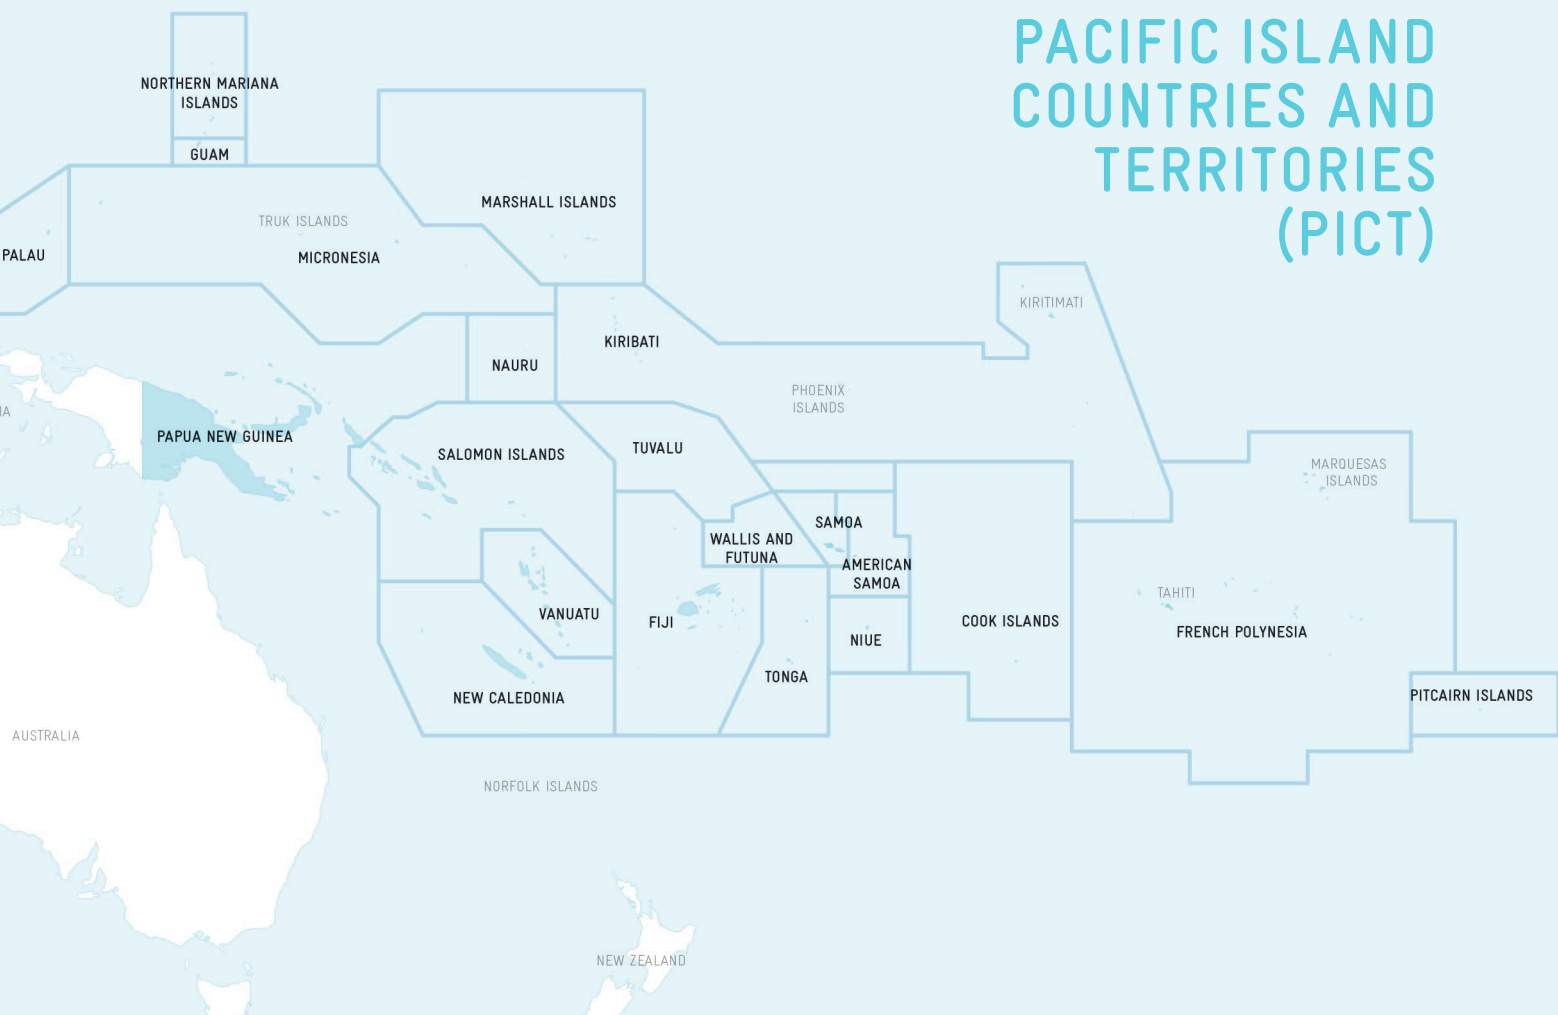 PACIFIC ISLAND
COUNTRIES AND
TERRITORIES
(PICT)
NORTHERN MARIANA
ISLANDS
GUAM
MARSHALL ISLANDS
TRUK ISLANDS
MICRONESIA
PALAU
KIRITIMATI
KIRIBATI
NAURU
PHOENIX
ISLANDS
IA
PAPUA NEW GUINEA
SALOMON ISLANDS
TUVALU
MARQUESAS
ISLANDS
SAMOA
WALLIS AND
FUTUNA
AMERICAN
SAMOA
TAHITI
VANUATU
FIJI
COOK ISLANDS
FRENCH POLYNESIA
NIUE
TONGA
NEW CALEDONIA
PITCAIRN ISLANDS
AUSTRALIA
NORFOLK ISLANDS
NEW ZEALAND